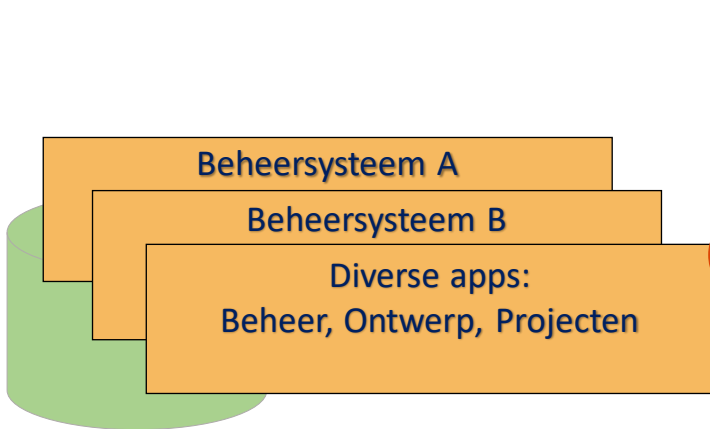 Beheersysteem A
Beheersysteem B
Diverse apps:
Beheer, Ontwerp, Projecten